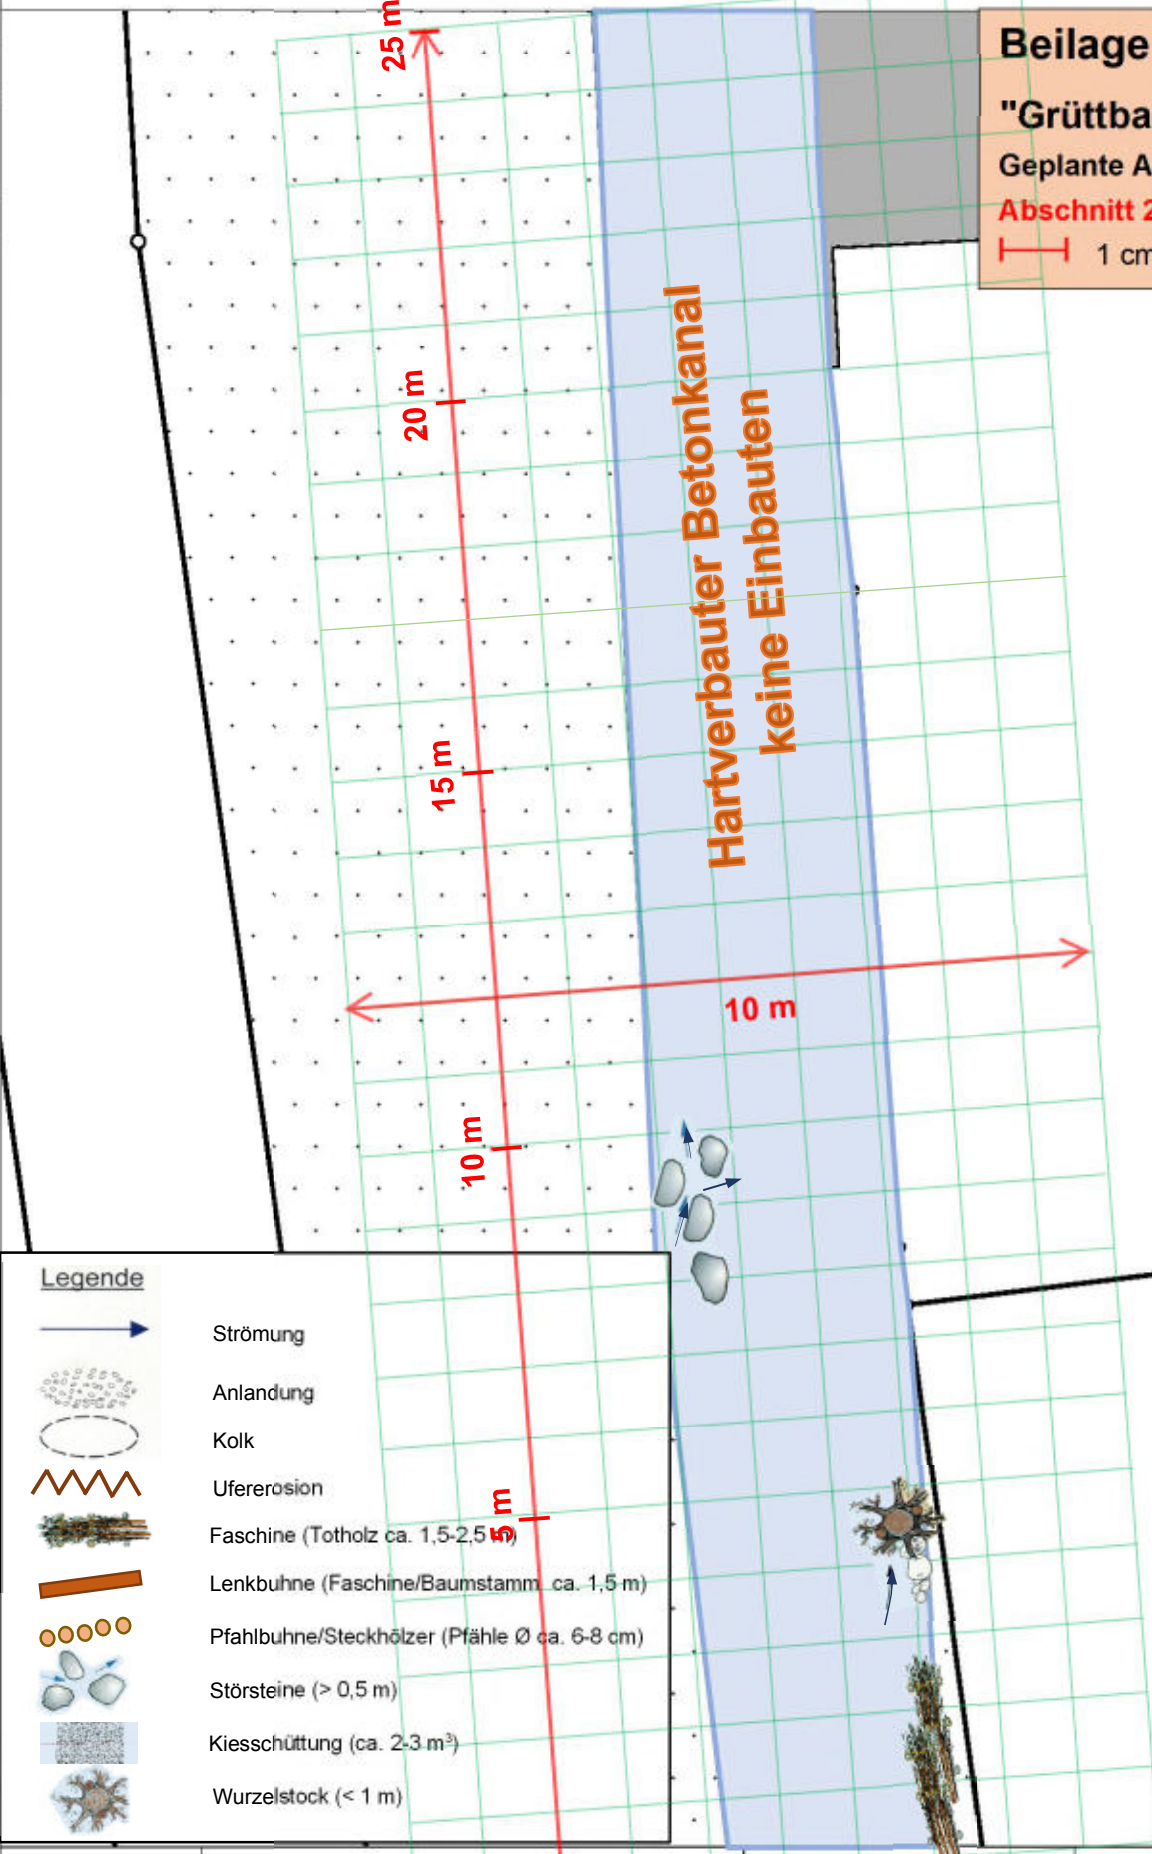 25 m
Beilage
"Grüttba
Geplante A
Abschnitt 2
1 cm
20 m
Hartverbauter Betonkanal
keine Einbauten
15 m
10 m
10 m
Legende
Strömung
Anlandung
Kolk
Ufererosion
5 m
Faschine (Totholz ca. 1,5-2,5 m)
Lenkbuhne (Faschine/Baumstamm ca. 1,5 m)
Pfahlbuhne/Steckhölzer (Pfähle Ø ca. 6-8 cm)
Störsteine (> 0,5 m)
Kiesschüttung (ca. 2-3 m³)
Wurzelstock (< 1 m)